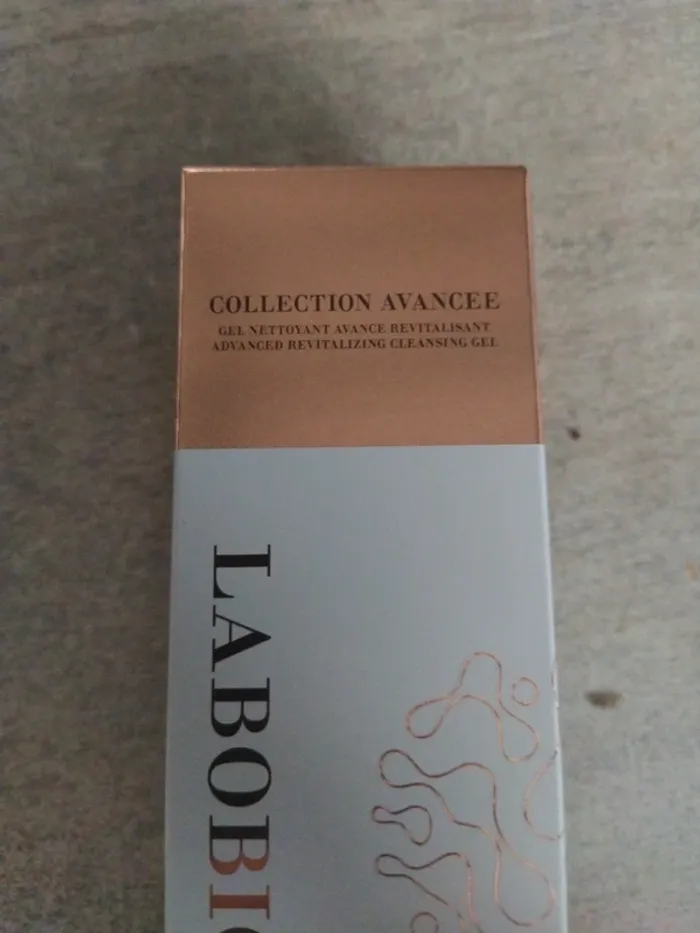 COLLECTION AVANCEE
GEL NETTOYANT AVANCE REVITALISANT
ADVANCED REVITALIZING CLEANSING GEL
LABOBI